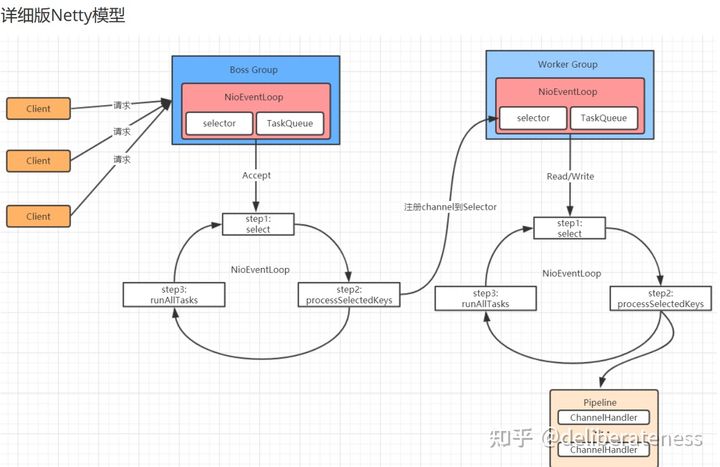 详细版Netty模型
Boss Group
NioEventLoop
selector
TaskQueue
Worker Group
NioEventLoop
selector
TaskQueue
Client
Client
Client
请求
请求
请求
Accept
Read/Write
注册channel到Selector
step1:
select
NioEventLoop
step3:
runAllTasks
step2:
processSelectedKeys
step1:
select
NioEventLoop
step3:
runAllTasks
step2:
processSelectedKeys
Pipeline
ChannelHandler
ChannelHandler
知乎 @deliberateness